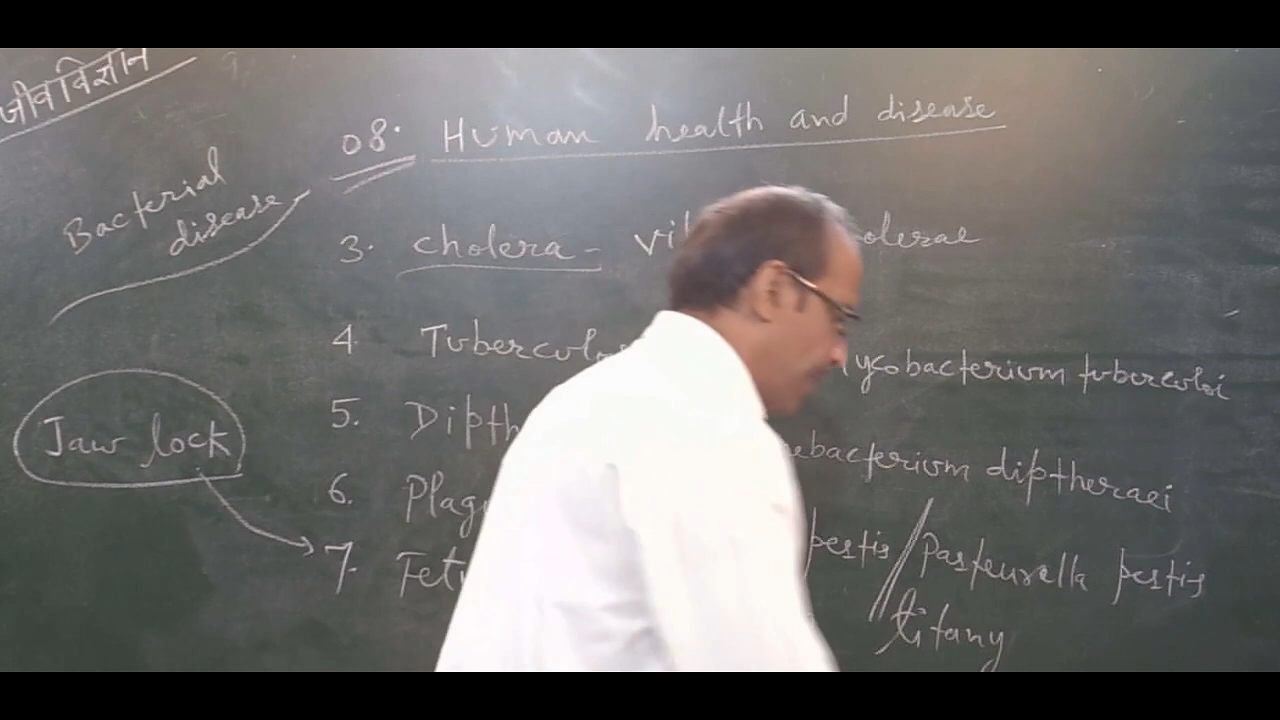 जीवविज्ञान
08. Human health and disease
Bacterial
disease
3. cholera - vi olerae
4 Tubercul ycobacterium tuberculoi
Jaw lock
5. Dipth ebacterium diptheraei
6. Plag pestis / Pasteurella pestis
7. Tet titany